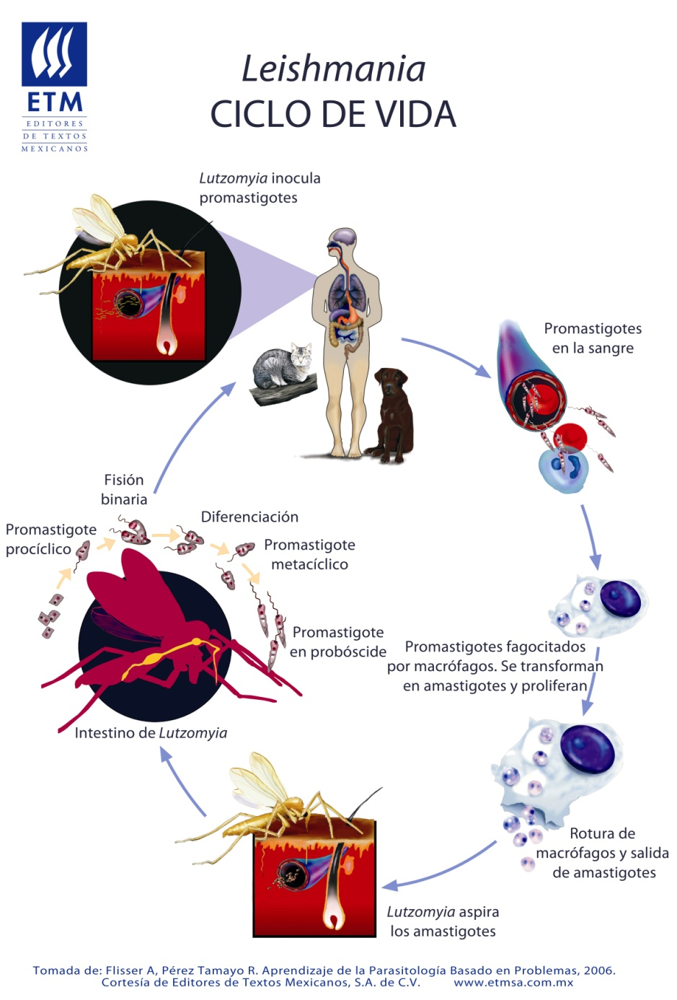 ETM
EDITORES
DE TEXTOS
MEXICANOS
Leishmania
CICLO DE VIDA
Lutzomyia inocula
promastigotes
Promastigotes
en la sangre
Fisión
binaria
Diferenciación
Promastigote
procíclico
Promastigote
metacíclico
Promastigote
en probóscide
Promastigotes fagocitados
por macrófagos. Se transforman
en amastigotes y proliferan
Intestino de Lutzomyia
Rotura de
macrófagos y salida
de amastigotes
Lutzomyia aspira
los amastigotes
Tomada de: Flisser A, Pérez Tamayo R. Aprendizaje de la Parasitología Basado en Problemas, 2006.
Cortesía de Editores de Textos Mexicanos, S.A. de C.V. www.etmsa.com.mx